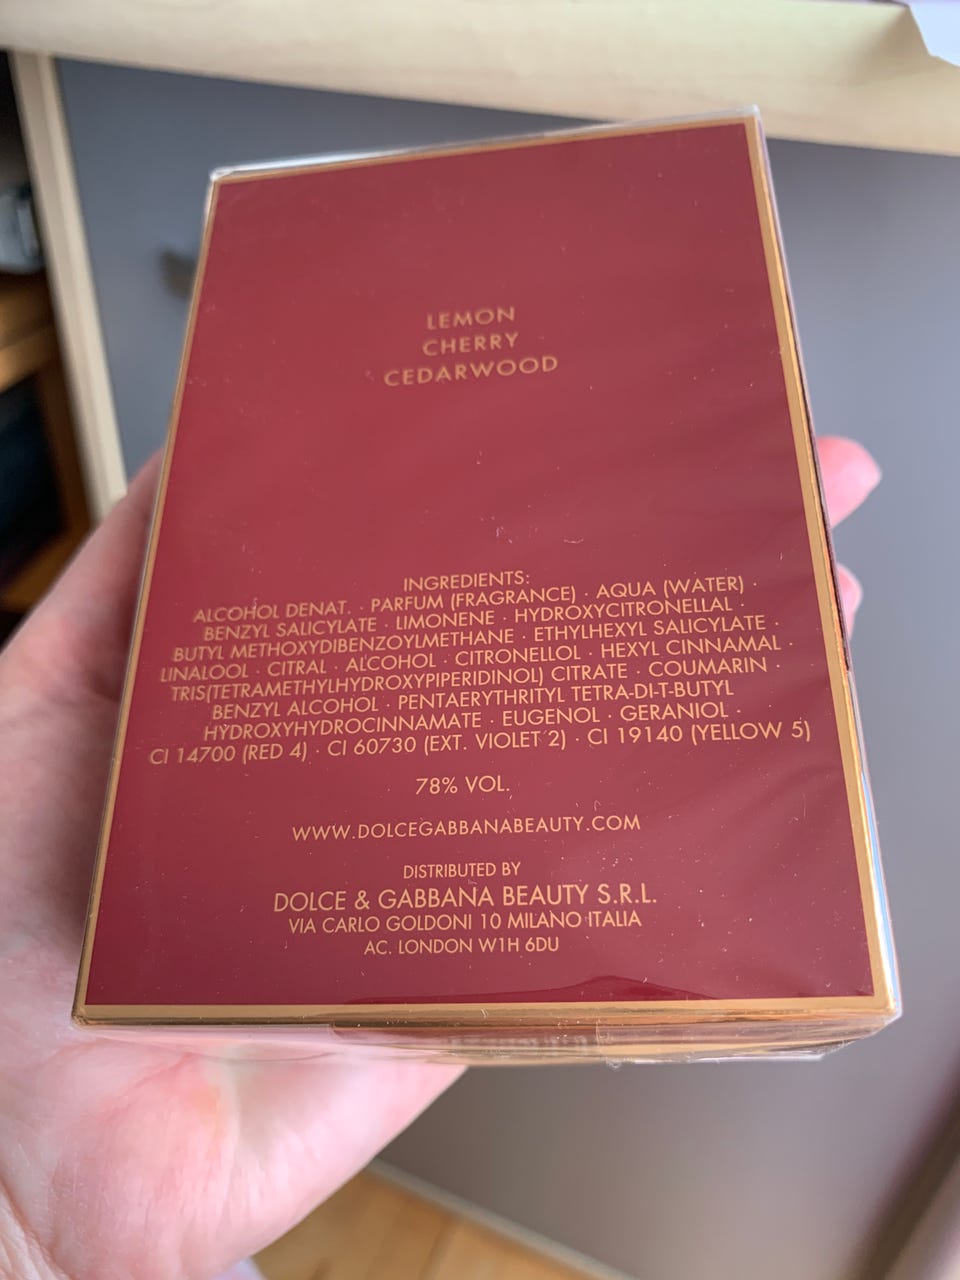 LEMON
CHERRY
CEDARWOOD
INGREDIENTS:
ALCOHOL DENAT. · PARFUM (FRAGRANCE) · AQUA (WATER) ·
BENZYL SALICYLATE · LIMONENE · HYDROXYCITRONELLAL ·
BUTYL METHOXYDIBENZOYLMETHANE · ETHYLHEXYL SALICYLATE ·
LINALOOL · CITRAL · ALCOHOL · CITRONELLOL · HEXYL CINNAMAL ·
TRIS(TETRAMETHYLHYDROXYPIPERIDINOL) CITRATE · COUMARIN ·
BENZYL ALCOHOL · PENTAERYTHRITYL TETRA-DI-T-BUTYL
HYDROXYHYDROCINNAMATE · EUGENOL · GERANIOL ·
CI 14700 (RED 4) · CI 60730 (EXT. VIOLET 2) · CI 19140 (YELLOW 5)
78% VOL.
WWW.DOLCEGABBANABEAUTY.COM
DISTRIBUTED BY
DOLCE & GABBANA BEAUTY S.R.L.
VIA CARLO GOLDONI 10 MILANO ITALIA
AC. LONDON W1H 6DU